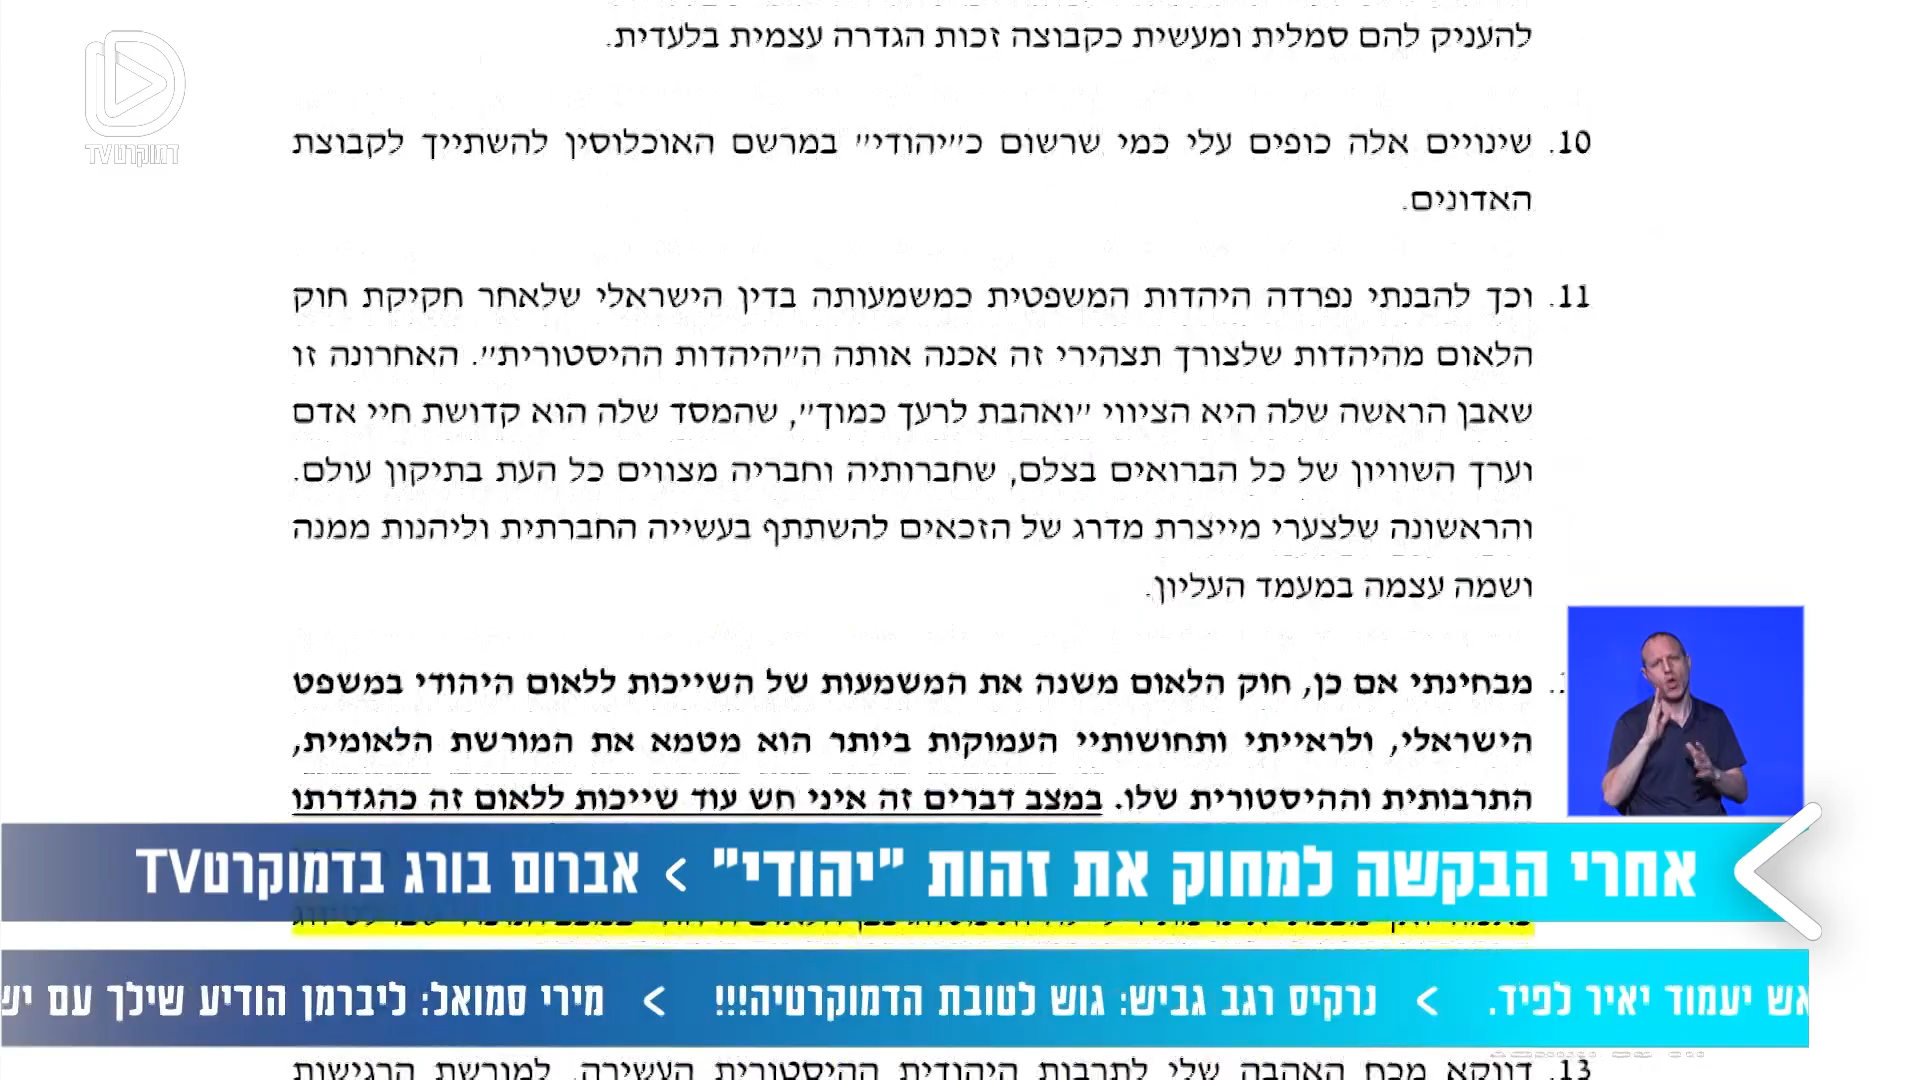 להעניק להם סמלית ומעשית כקבוצה זכות הגדרה עצמית בלעדית.
דמוקרטTV
10. שינויים אלה כופים עלי כמי שרשום כ"יהודי" במרשם האוכלוסין להשתייך לקבוצת
האדונים.
11. וכך להבנתי נפרדה היהדות המשפטית כמשמעותה בדין הישראלי שלאחר חקיקת חוק
הלאום מהיהדות שלצורך תצהירי זה אכנה אותה ה"היהדות ההיסטורית". האחרונה זו
שאבן הראשה שלה היא הציווי "ואהבת לרעך כמוך", שהמסד שלה הוא קדושת חיי אדם
וערך השוויון של כל הברואים בצלם, שחברותיה וחבריה מצווים כל העת בתיקון עולם.
והראשונה שלצערי מייצרת מדרג של הזכאים להשתתף בעשייה החברתית וליהנות ממנה
ושמה עצמה במעמד העליון.
מבחינתי אם כן, חוק הלאום משנה את המשמעות של השייכות ללאום היהודי במשפט
הישראלי, ולראייתי ותחושותיי העמוקות ביותר הוא מטמא את המורשת הלאומית,
התרבותית וההיסטורית שלו. במצב דברים זה איני חש עוד שייכות ללאום זה כהגדרתו
אחרי הבקשה למחוק את זהות "יהודי" > אברום בורג בדמוקרטTV
אש יעמוד יאיר לפיד. > נרקיס רגב גביש: גוש לטובת הדמוקרטיה!!! > מירי סמואל: ליברמן הודיע שילך עם יש
13. דווקא מכח האהבה שלי לתרבות היהודית ההיסטורית העשירה, למורשת הרגישות